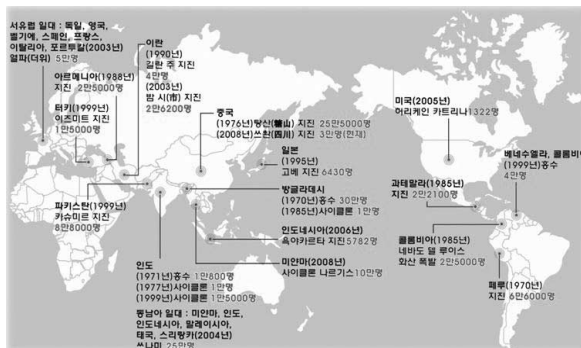 서유럽 일대 : 독일, 영국,
벨기에, 스페인, 프랑스,
이탈리아, 포르투갈(2003년)
열파(더위) 5만명
이란
(1990년)
길란 주 지진
4만명
(2003년)
밤 시(市) 지진
2만6200명
아르메니아(1988년)
지진 2만5000명
터키(1999년)
이즈미트 지진
1만5000명
중국
(1976년)탕산(唐山)지진 25만5000명
(2008년)쓰촨(四川)지진 3만명(현재)
일본
(1995년)
고베 지진 6430명
미국(2005년)
허리케인 카트리나1322명
베네수엘라, 콜롬비아
(1999년)홍수
4만명
파키스탄(1999년)
카슈미르 지진
8만8000명
방글라데시
(1970년)홍수 30만명
(1985년)사이클론 1만명
과테말라(1985년)
지진 2만2100명
인도네시아(2006년)
욕야카르타 지진5782명
콜롬비아(1985년)
네바도 델 루이스
화산 폭발 2만5000명
미얀마(2008년)
사이클론 나르기스10만명
인도
(1971년)홍수 1만800명
(1977년)사이클론 1만명
(1999년)사이클론 1만5000명
페루(1970년)
지진 6만6000명
동남아 일대 : 미얀마, 인도,
인도네시아, 말레이시아,
태국, 스리랑카(2004년)
쓰나미 25만명